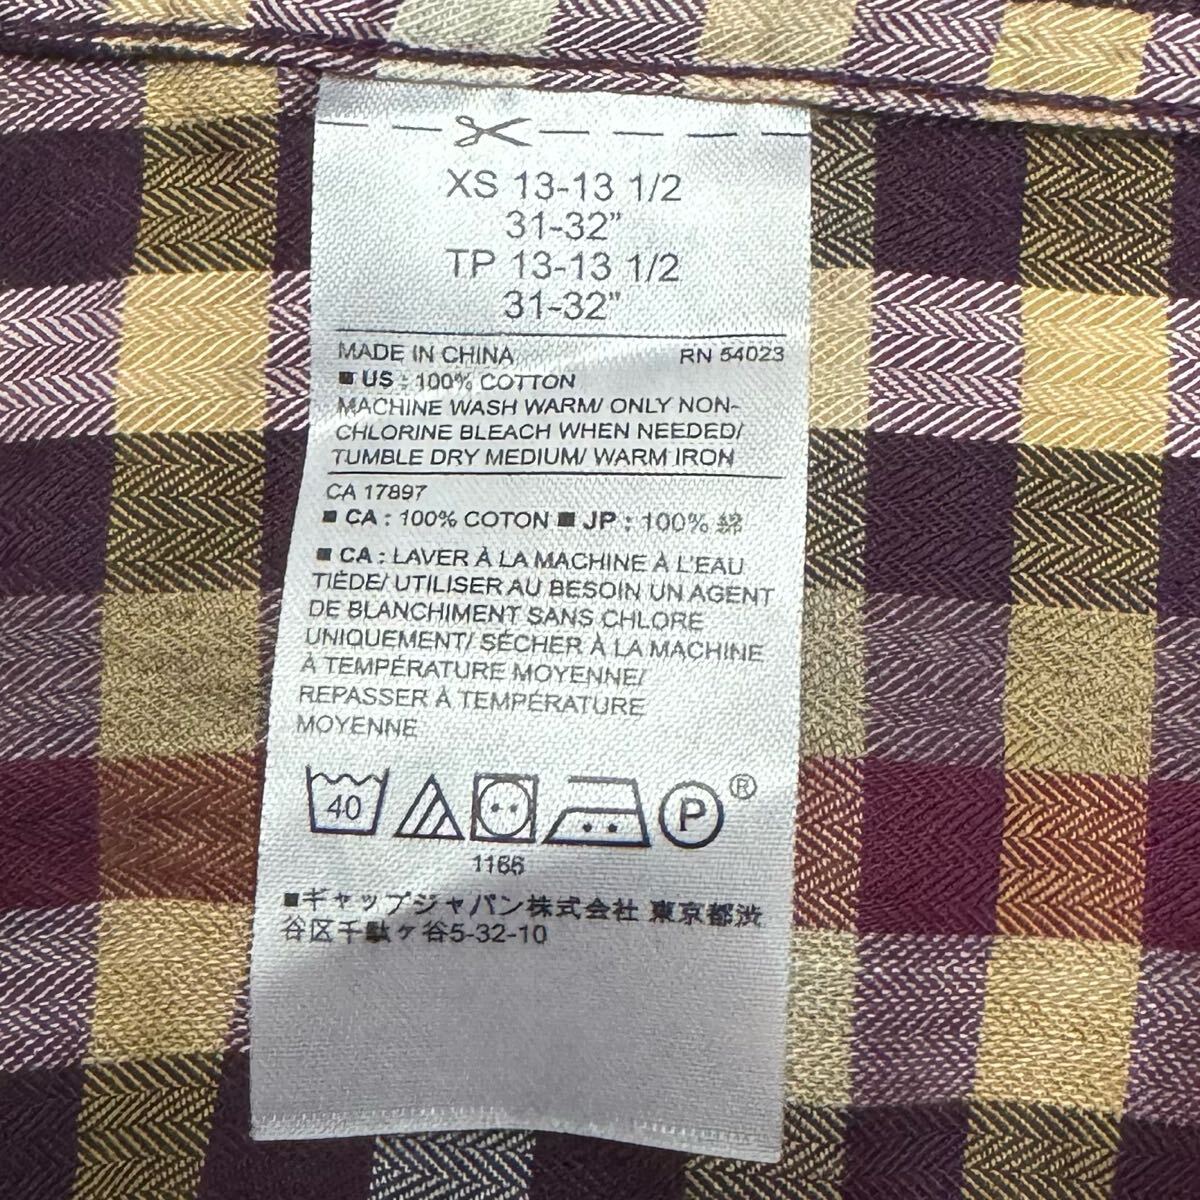 XS 13-13 1/2
31-32"
TP 13-13 1/2
31-32"
MADE IN CHINA RN 54023
■ US : 100% COTTON
MACHINE WASH WARM/ ONLY NON-
CHLORINE BLEACH WHEN NEEDED/
TUMBLE DRY MEDIUM/ WARM IRON
CA 17897
■ CA : 100% COTON ■ JP : 100% 綿
■ CA : LAVER À LA MACHINE À L'EAU
TIÈDE/ UTILISER AU BESOIN UN AGENT
DE BLANCHIMENT SANS CHLORE
UNIQUEMENT/ SÉCHER À LA MACHINE
À TEMPÉRATURE MOYENNE/
REPASSER À TEMPÉRATURE
MOYENNE
40 P ®
1166
■ギャップジャパン株式会社 東京都渋
谷区千駄ヶ谷5-32-10